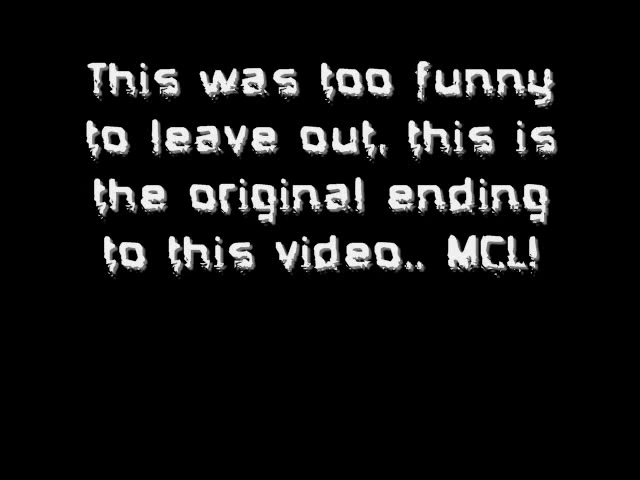 This was too funny
to leave out, this is
the original ending
to this video.. MCL!